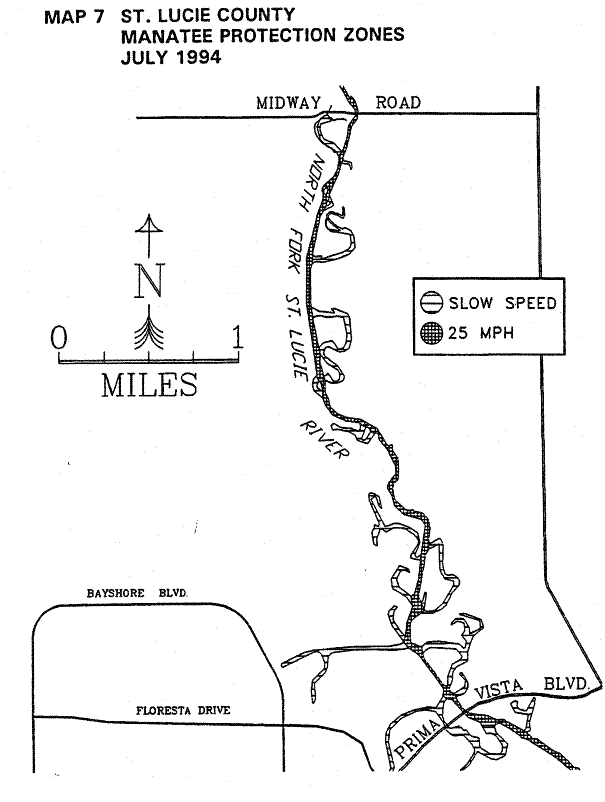 MAP 7 ST. LUCIE COUNTY
MANATEE PROTECTION ZONES
JULY 1994
MIDWAY ROAD
NORTH FORK ST. LUCIE RIVER
N
0 1
MILES
SLOW SPEED
25 MPH
BAYSHORE BLVD.
FLORESTA DRIVE
PRIMA VISTA BLVD.